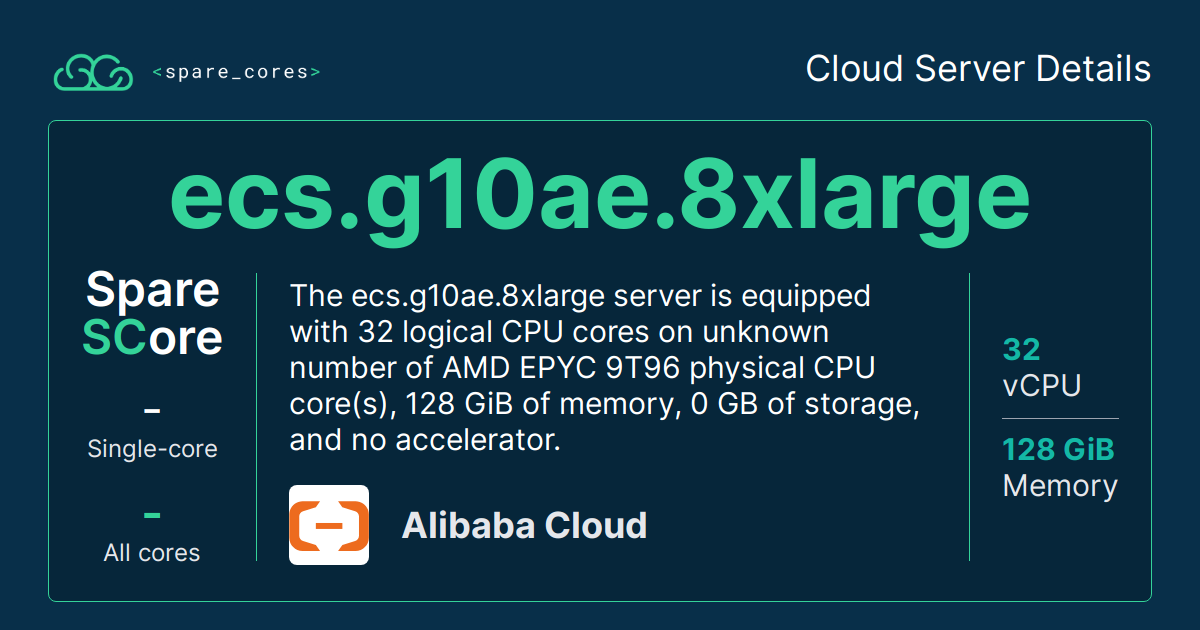 <spare_cores>
Cloud Server Details
ecs.g10ae.8xlarge
Spare
SCore
-
Single-core
-
All cores
The ecs.g10ae.8xlarge server is equipped
with 32 logical CPU cores on unknown
number of AMD EPYC 9T96 physical CPU
core(s), 128 GiB of memory, 0 GB of storage,
and no accelerator.
Alibaba Cloud
32
vCPU
128 GiB
Memory